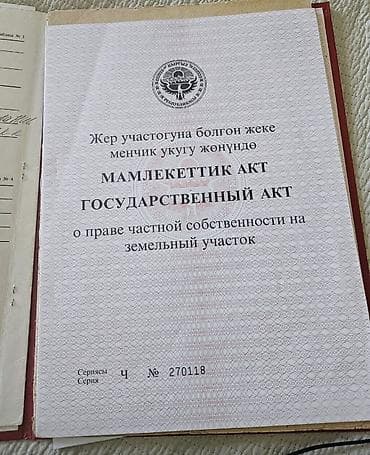 Жер участогуна болгон жеке
менчик укугу жөнүндө
МАМЛЕКЕТТИК АКТ
ГОСУДАРСТВЕННЫЙ АКТ
о праве частной собственности на
земельный участок
Сериясы
Серия Ч № 270118